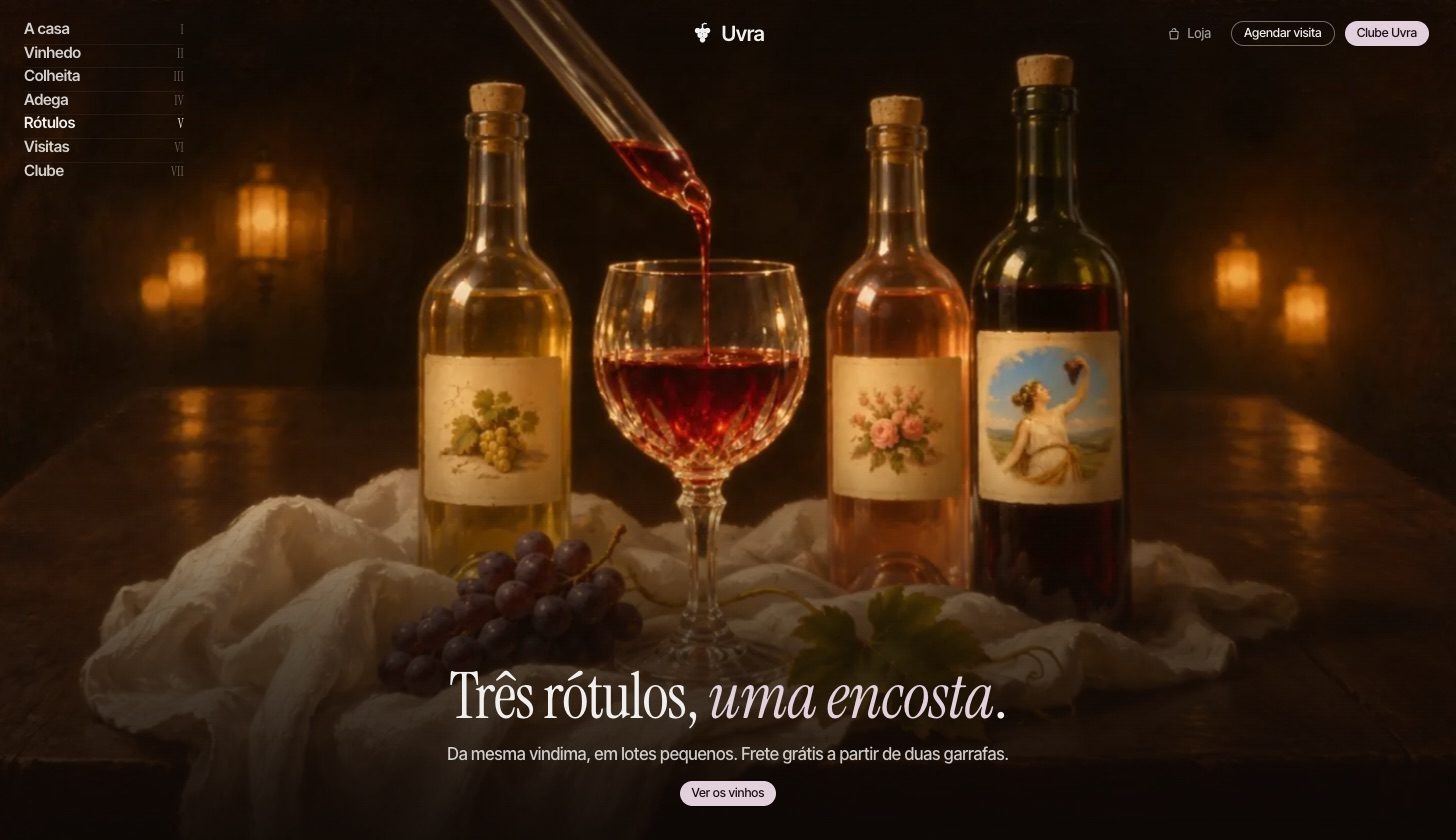 A casa I
Vinhedo II
Colheita III
Adega IV
Rótulos V
Visitas VI
Clube VII
Uvra
Loja
Agendar visita
Clube Uvra
Três rótulos, uma encosta.
Da mesma vindima, em lotes pequenos. Frete grátis a partir de duas garrafas.
Ver os vinhos